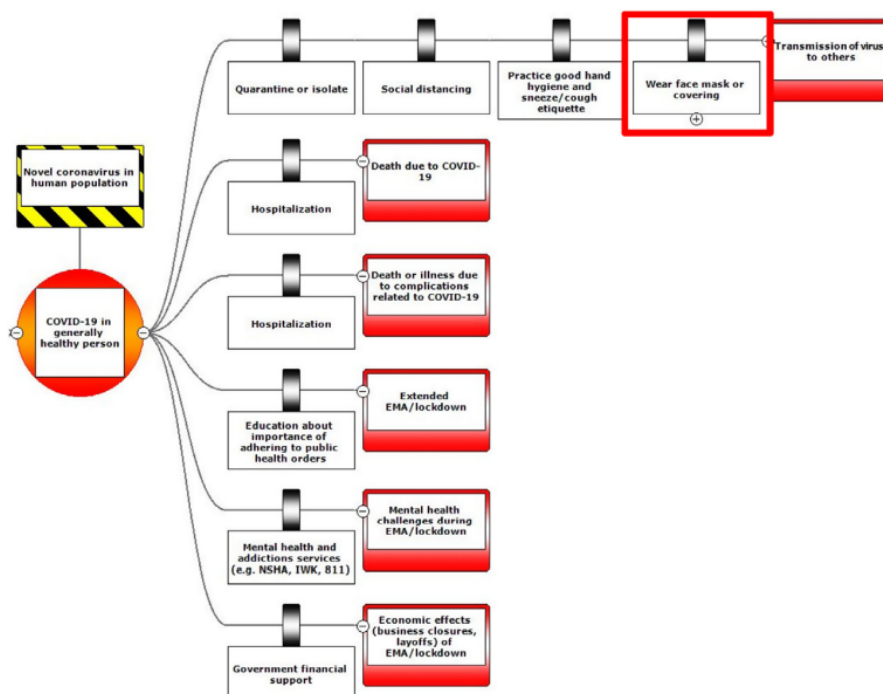 Quarantine or isolate
Social distancing
Practice good hand
hygiene and
sneeze/cough
etiquette
Wear face mask or
covering
Transmission of virus
to others
Novel coronavirus in
human population
Hospitalization
Death due to COVID-
19
Hospitalization
Death or illness due
to complications
related to COVID-19
COVID-19 in
generally
healthy person
Education about
importance of
adhering to public
health orders
Extended
EMA/lockdown
Mental health and
addictions services
(e.g. NSHA, IWK, 811)
Mental health
challenges during
EMA/lockdown
Government financial
support
Economic effects
(business closures,
layoffs) of
EMA/lockdown